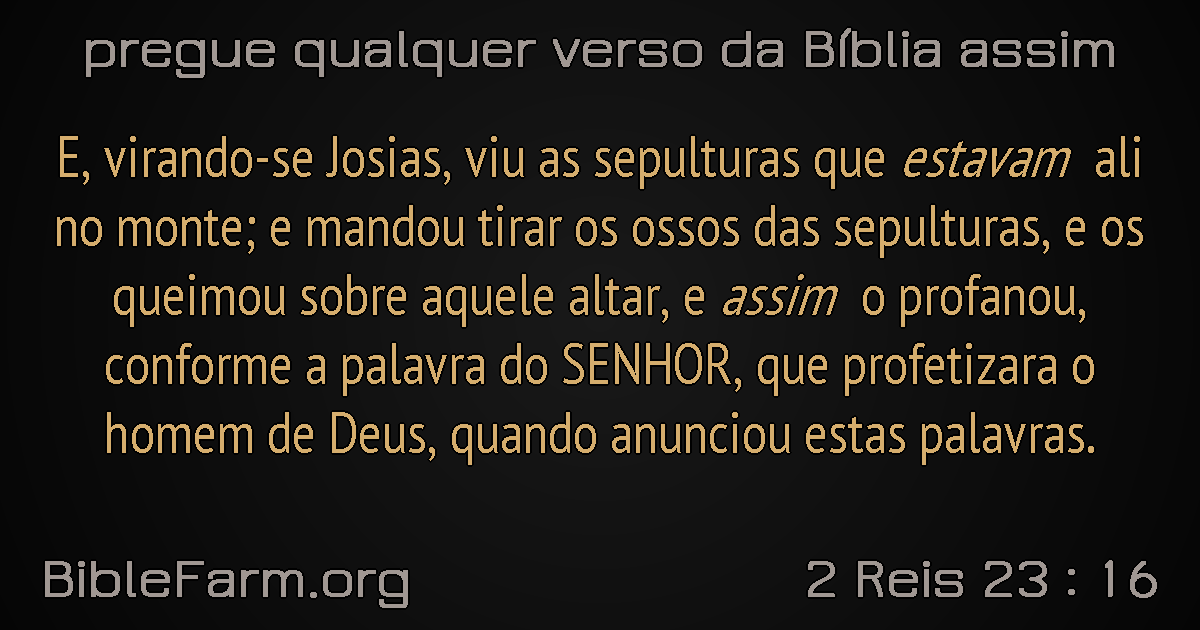 pregue qualquer verso da Bíblia assim
E, virando-se Josias, viu as sepulturas que estavam ali
no monte; e mandou tirar os ossos das sepulturas, e os
queimou sobre aquele altar, e assim o profanou,
conforme a palavra do SENHOR, que profetizara o
homem de Deus, quando anunciou estas palavras.
BibleFarm.org
2 Reis 23 : 16